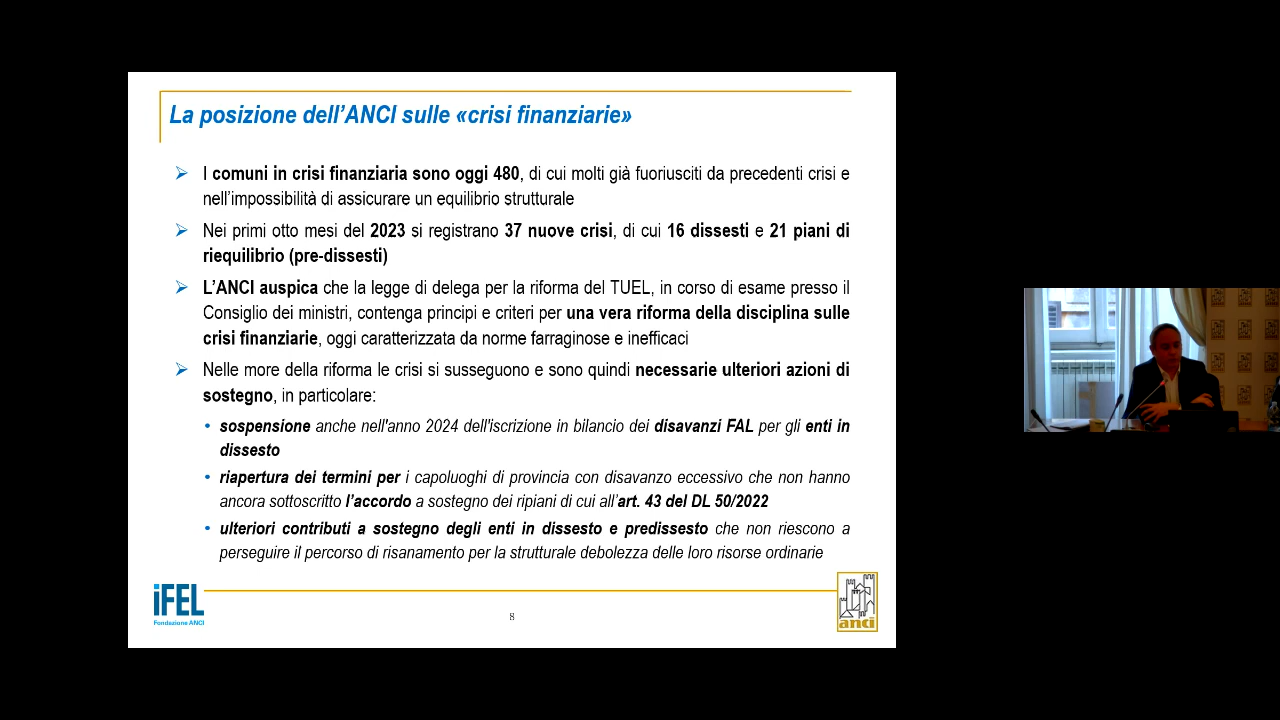 La posizione dell'ANCI sulle «crisi finanziarie»
I comuni in crisi finanziaria sono oggi 480, di cui molti già fuoriusciti da precedenti crisi e
nell'impossibilità di assicurare un equilibrio strutturale
Nei primi otto mesi del 2023 si registrano 37 nuove crisi, di cui 16 dissesti e 21 piani di
riequilibrio (pre-dissesti)
L'ANCI auspica che la legge di delega per la riforma del TUEL, in corso di esame presso il
Consiglio dei ministri, contenga principi e criteri per una vera riforma della disciplina sulle
crisi finanziarie, oggi caratterizzata da norme farraginose e inefficaci
Nelle more della riforma le crisi si susseguono e sono quindi necessarie ulteriori azioni di
sostegno, in particolare:
sospensione anche nell'anno 2024 dell'iscrizione in bilancio dei disavanzi FAL per gli enti in
dissesto
riapertura dei termini per i capoluoghi di provincia con disavanzo eccessivo che non hanno
ancora sottoscritto l'accordo a sostegno dei ripiani di cui all'art. 43 del DL 50/2022
ulteriori contributi a sostegno degli enti in dissesto e predissesto che non riescono a
perseguire il percorso di risanamento per la strutturale debolezza delle loro risorse ordinarie
iFEL
Fondazione ANCI
8
anci